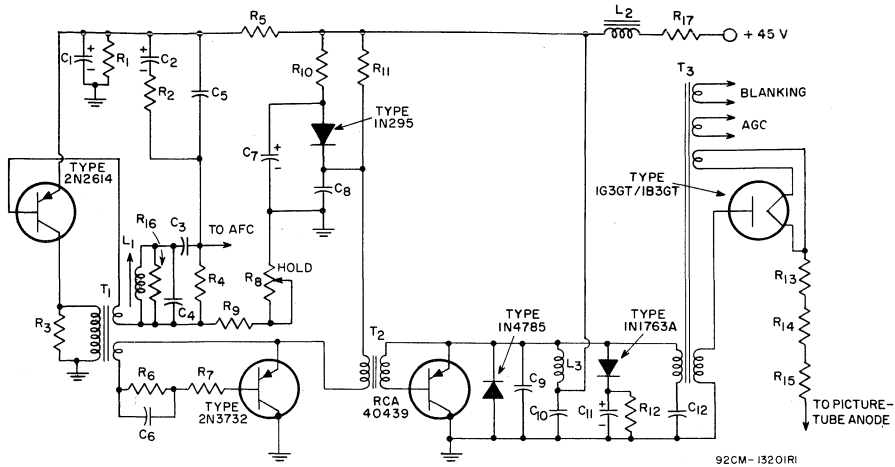 L2
R17
+ 45 V
R5
C1
+
-
R1
C2
+
-
R2
C5
R10
R11
TYPE
1N295
C7
+
-
C8
T3
BLANKING
AGC
TYPE
1G3GT/1B3GT
TYPE
2N2614
R16
C3
TO AFC
L1
C4
R4
R9
HOLD
R8
R13
R14
R15
TO PICTURE-
TUBE ANODE
R3
T1
T2
TYPE
1N4785
TYPE
1N1763A
R6
R7
C6
TYPE
2N3732
RCA
40439
C9
L3
C10
C11
+
-
R12
C12
92CM-13201R1